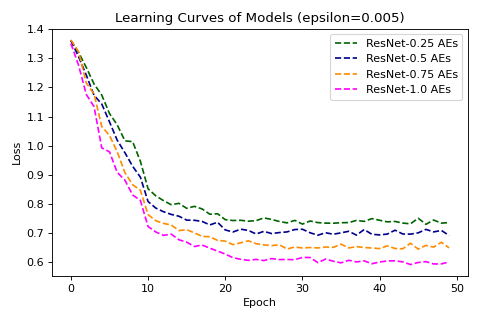 Learning Curves of Models (epsilon=0.005)
1.4
1.3
1.2
1.1
1.0
0.9
0.8
0.7
0.6
Loss
ResNet-0.25 AEs
ResNet-0.5 AEs
ResNet-0.75 AEs
ResNet-1.0 AEs
0 10 20 30 40 50
Epoch